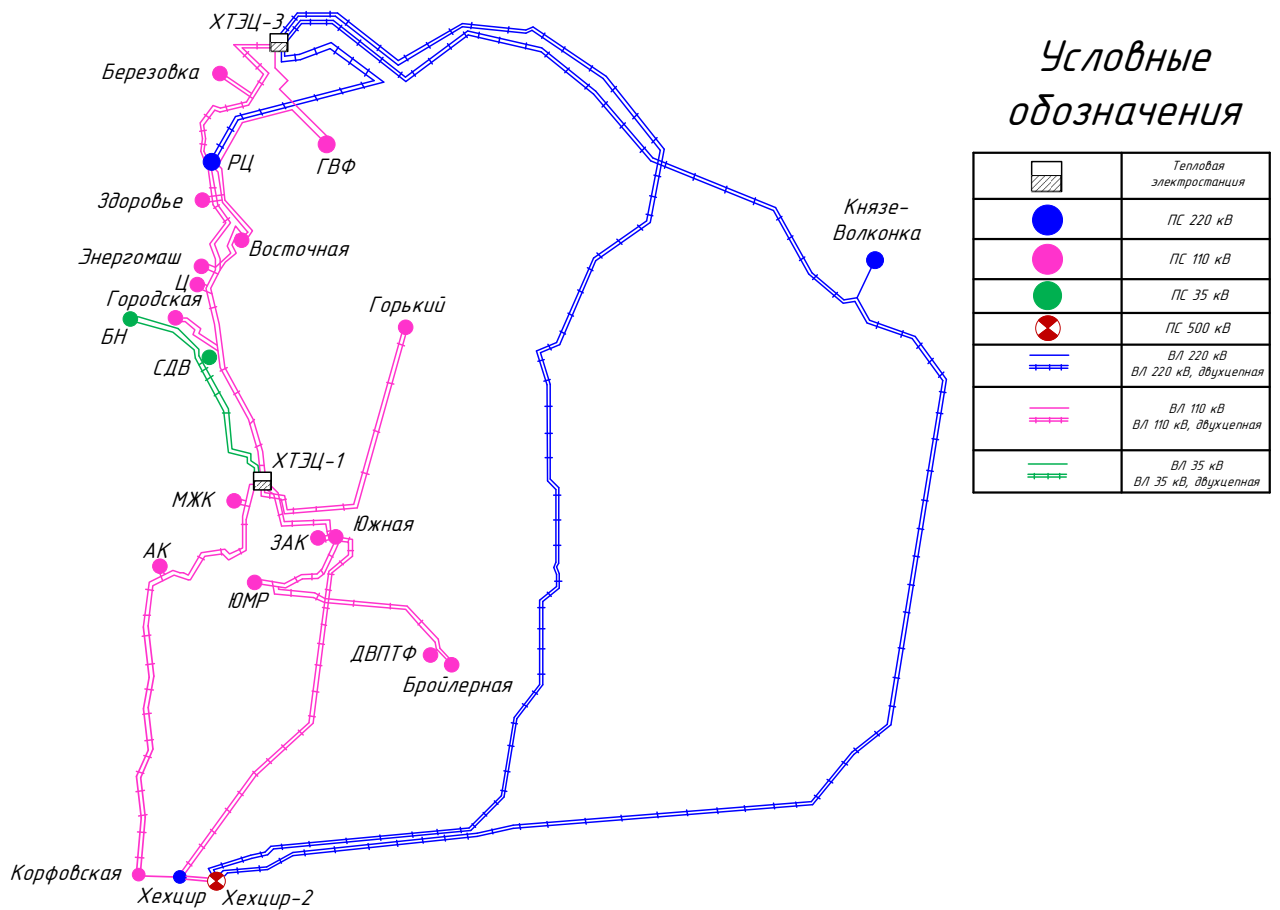 ХТЭЦ-3
Березовка
РЦ
ГВФ
Здоровье
Восточная
Энергомаш
Ц
Городская
БН
СДВ
Горький
Князе-
Волконка
ХТЭЦ-1
МЖК
ЗАК
Южная
АК
ЮМР
ДВПТФ
Бройлерная
Корфовская
Хехцир
Хехцир-2
Условные
обозначения
Тепловая
электростанция
ПС 220 кВ
ПС 110 кВ
ПС 35 кВ
ПС 500 кВ
ВЛ 220 кВ
ВЛ 220 кВ, двухцепная
ВЛ 110 кВ
ВЛ 110 кВ, двухцепная
ВЛ 35 кВ
ВЛ 35 кВ, двухцепная